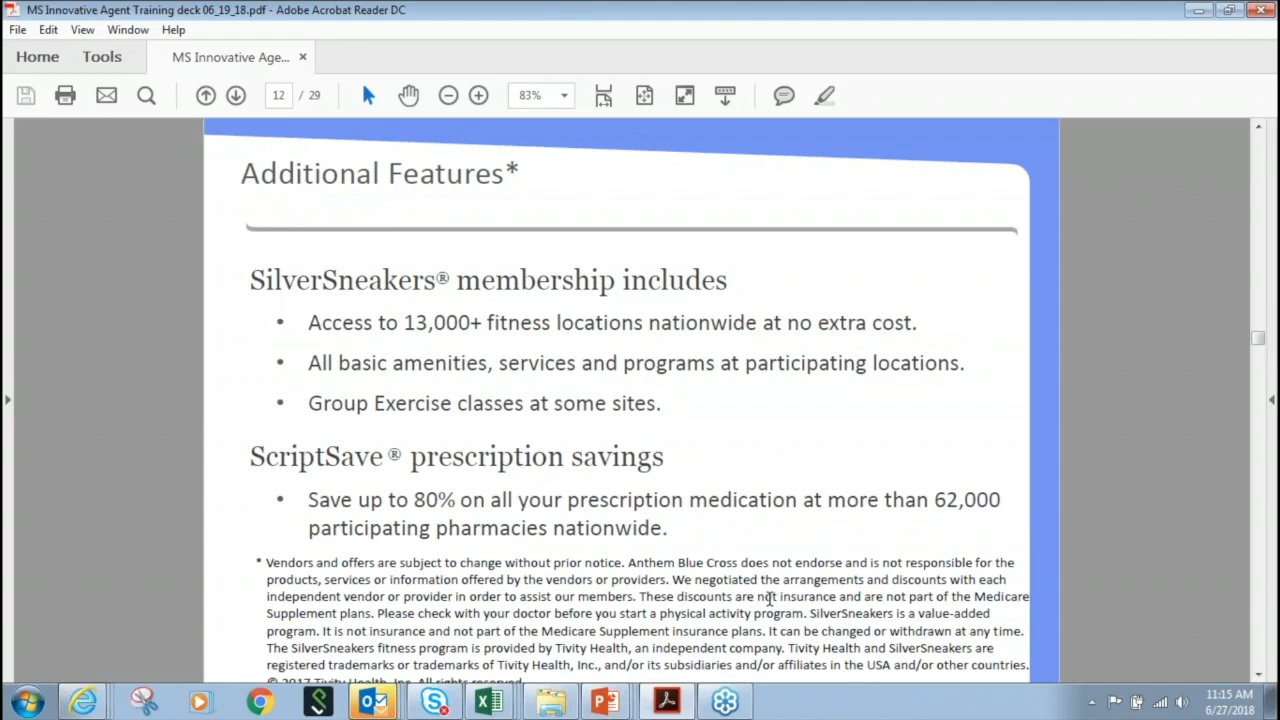 MS Innovative Agent Training deck 06_19_18.pdf - Adobe Acrobat Reader DC
File Edit View Window Help
Home Tools MS Innovative Age... ×
12 / 29 83%
Additional Features*
SilverSneakers® membership includes
• Access to 13,000+ fitness locations nationwide at no extra cost.
• All basic amenities, services and programs at participating locations.
• Group Exercise classes at some sites.
ScriptSave ® prescription savings
• Save up to 80% on all your prescription medication at more than 62,000
participating pharmacies nationwide.
* Vendors and offers are subject to change without prior notice. Anthem Blue Cross does not endorse and is not responsible for the
products, services or information offered by the vendors or providers. We negotiated the arrangements and discounts with each
independent vendor or provider in order to assist our members. These discounts are not insurance and are not part of the Medicare
Supplement plans. Please check with your doctor before you start a physical activity program. SilverSneakers is a value-added
program. It is not insurance and not part of the Medicare Supplement insurance plans. It can be changed or withdrawn at any time.
The SilverSneakers fitness program is provided by Tivity Health, an independent company. Tivity Health and SilverSneakers are
registered trademarks or trademarks of Tivity Health, Inc., and/or its subsidiaries and/or affiliates in the USA and/or other countries.
© 2017 Tivity Health, Inc. All rights reserved.
11:15 AM
6/27/2018